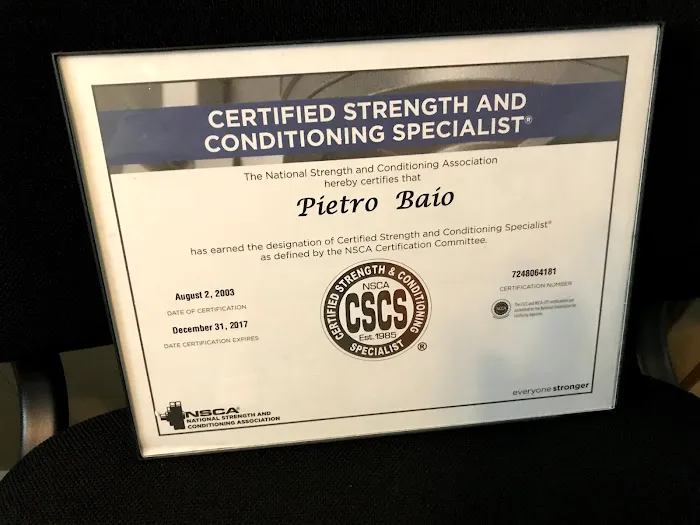 CERTIFIED STRENGTH AND
CONDITIONING SPECIALIST®
The National Strength and Conditioning Association
hereby certifies that
Pietro Baio
has earned the designation of Certified Strength and Conditioning Specialist®
as defined by the NSCA Certification Committee.
August 2, 2003
DATE OF CERTIFICATION
December 31, 2017
DATE CERTIFICATION EXPIRES
CERTIFIED STRENGTH & CONDITIONING
NSCA
CSCS
Est. 1985
SPECIALIST
®
7248064181
CERTIFICATION NUMBER
NSCA
NATIONAL STRENGTH AND
CONDITIONING ASSOCIATION
everyone stronger